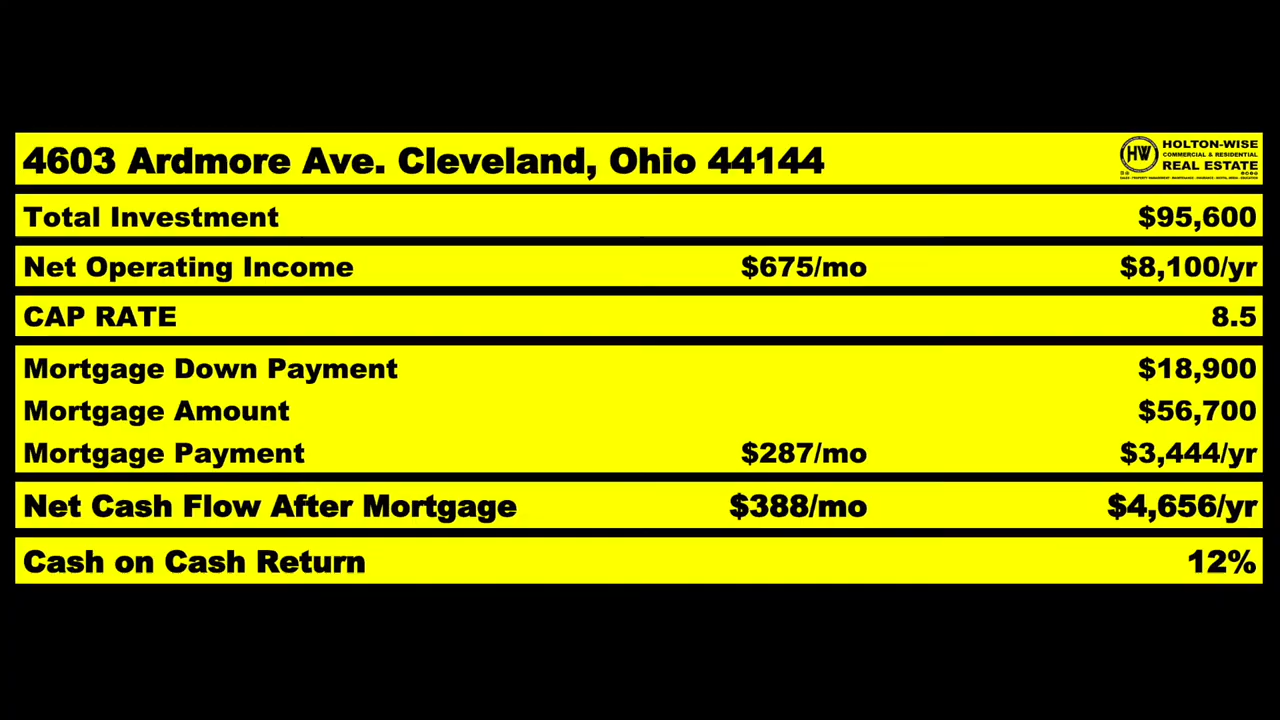 4603 Ardmore Ave. Cleveland, Ohio 44144
HW
HOLTON-WISE
COMMERCIAL & RESIDENTIAL
REAL ESTATE
Total Investment $95,600
Net Operating Income $675/mo $8,100/yr
CAP RATE 8.5
Mortgage Down Payment $18,900
Mortgage Amount $56,700
Mortgage Payment $287/mo $3,444/yr
Net Cash Flow After Mortgage $388/mo $4,656/yr
Cash on Cash Return 12%